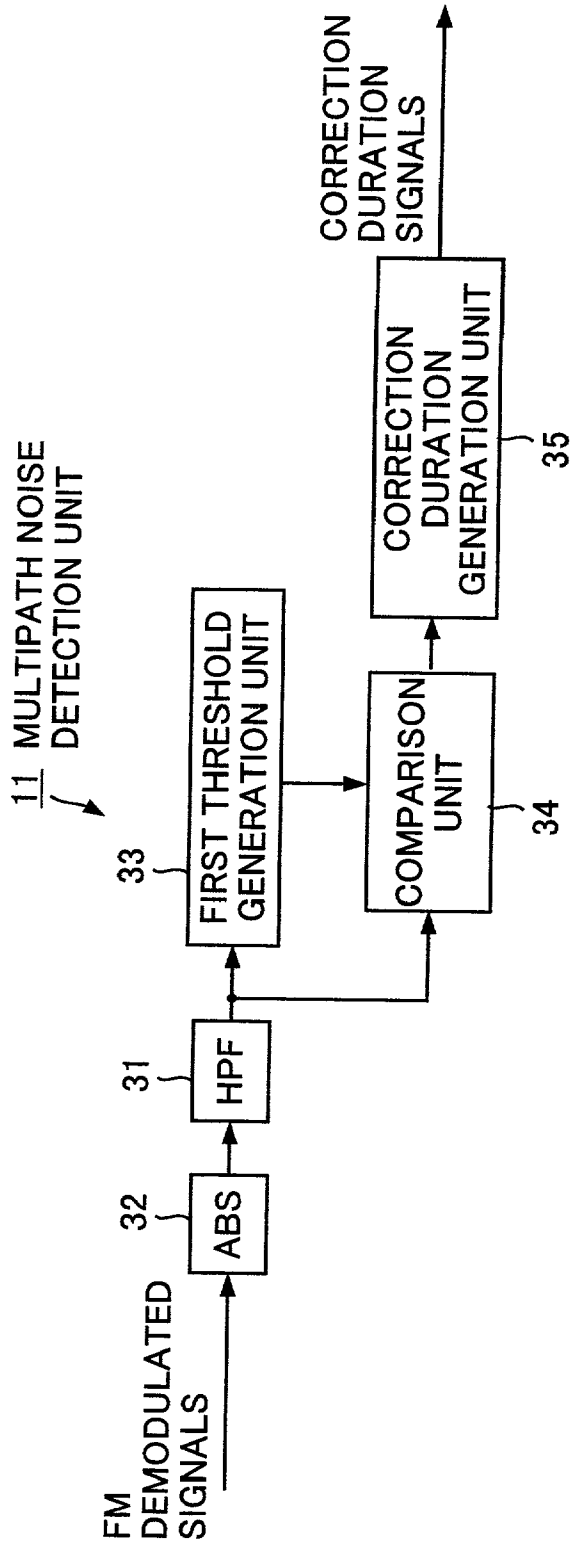 11 MULTIPATH NOISE
DETECTION UNIT
FM
DEMODULATED
SIGNALS
32
ABS
31
HPF
33
FIRST THRESHOLD
GENERATION UNIT
COMPARISON
UNIT
34
CORRECTION
DURATION
GENERATION UNIT
35
CORRECTION
DURATION
SIGNALS